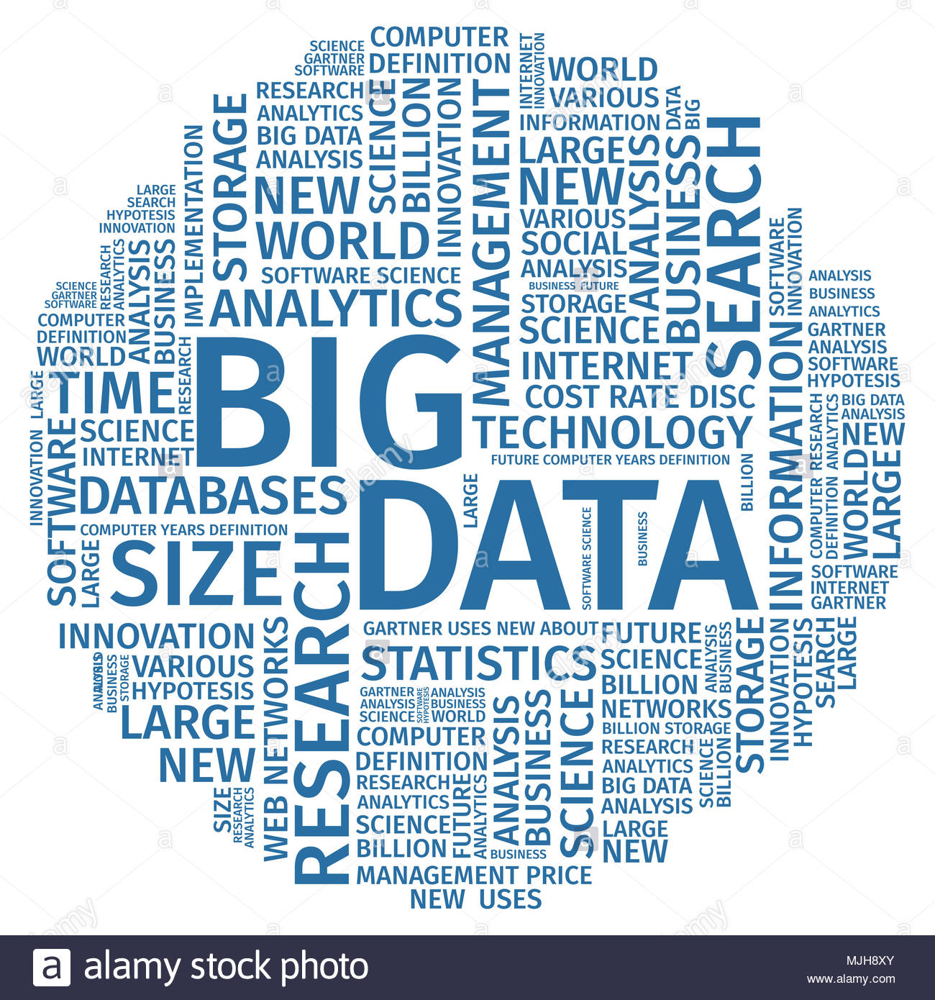 COMPUTER
DEFINITION
SCIENCE
GARTNER
SOFTWARE
INTERNET
INNOVATION
WORLD
VARIOUS
INFORMATION
DATA
BIG
RESEARCH
ANALYTICS
BIG DATA
ANALYSIS
STORAGE
SCIENCE
BILLION
INNOVATION
MANAGEMENT
LARGE
NEW
VARIOUS
SOCIAL
ANALYSIS
BUSINESS FUTURE
STORAGE
SCIENCE
INTERNET
COST RATE DISC
TECHNOLOGY
FUTURE COMPUTER YEARS DEFINITION
ANALYSIS
BUSINESS
SEARCH
NEW
WORLD
SOFTWARE SCIENCE
ANALYTICS
IMPLEMENTATION
LARGE
SEARCH
HYPOTESIS
INNOVATION
RESEARCH
ANALYTICS
ANALYSIS
BUSINESS
SCIENCE
GARTNER
SOFTWARE
COMPUTER
DEFINITION
WORLD
TIME
RESEARCH
SCIENCE
INTERNET
INNOVATION LARGE
SOFTWARE
BIG
DATA
DATABASES
COMPUTER YEARS DEFINITION
SIZE
LARGE
LARGE
SOFTWARE SCIENCE
BUSINESS
BILLION
SOFTWARE
INNOVATION
INFORMATION
ANALYSIS
BUSINESS
ANALYTICS
GARTNER
ANALYSIS
SOFTWARE
HYPOTESIS
BIG DATA
ANALYSIS
NEW
COMPUTER RESEARCH
DEFINITION ANALYTICS
WORLD
LARGE
SOFTWARE
INTERNET
GARTNER
INNOVATION
VARIOUS
HYPOTESIS
LARGE
NEW
ANALYSIS
BUSINESS
STORAGE
SIZE
RESEARCH
ANALYTICS
WEB NETWORKS
RESEARCH
GARTNER USES NEW ABOUT
STATISTICS
GARTNER
ANALYSIS
SCIENCE
SOFTWARE
HYPOTESIS
ANALYSIS
BUSINESS
WORLD
COMPUTER
DEFINITION
RESEARCH
ANALYTICS
SCIENCE
BILLION
FUTURE
ANALYTICS
ANALYSIS
BUSINESS
BUSINESS
SCIENCE
MANAGEMENT PRICE
NEW USES
FUTURE
SCIENCE
BILLION
NETWORKS
BILLION STORAGE
RESEARCH
ANALYTICS
BIG DATA
ANALYSIS
LARGE
NEW
ANALYSIS
BUSINESS
SCIENCE
BILLION
STORAGE
INNOVATION
HYPOTESIS
SEARCH
LARGE
a alamy stock photo
MJH8XY
www.alamy.com